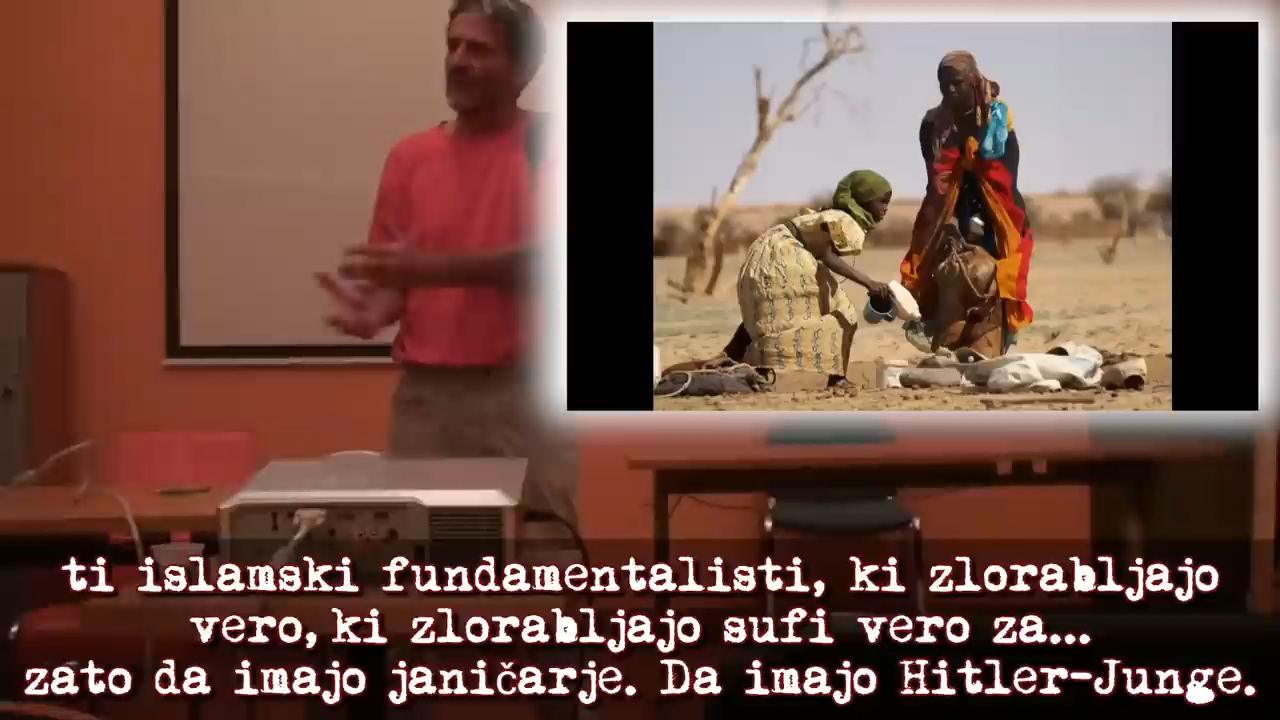 ti islamski fundamentalisti, ki zlorabljajo
vero, ki zlorabljajo sufi vero za...
zato da imajo janičarje. Da imajo Hitler-Junge.